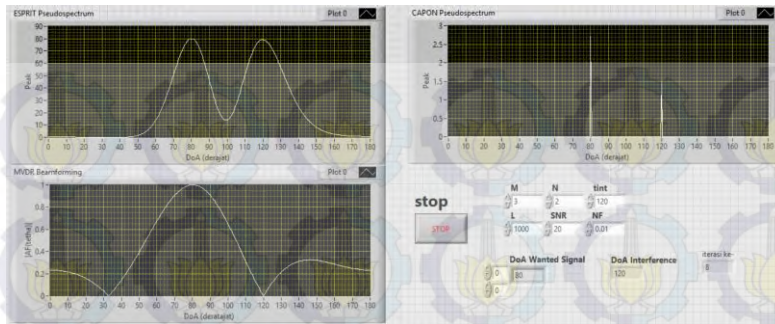 ESPRIT Pseudospectrum Plot 0
90
80
70
60
50
40
30
20
10
0
Peak
0 10 20 30 40 50 60 70 80 90 100 110 120 130 140 150 160 170 180
DoA (derajat)
CAPON Pseudospectrum Plot 0
3
2.5
2
1.5
1
0.5
0
Peak
0 10 20 30 40 50 60 70 80 90 100 110 120 130 140 150 160 170 180
DoA (derajat)
MVDR Beamforming Plot 0
1
0.8
0.6
0.4
0.2
0
0 10 20 30 40 50 60 70 80 90 100 110 120 130 140 150 160 170 180
stop
STOP
M N tint
3 2 120
L SNR NF
1000 20 0.01
DoA Wanted Signal
0 80
0
DoA Interference
120
iterasi ke-